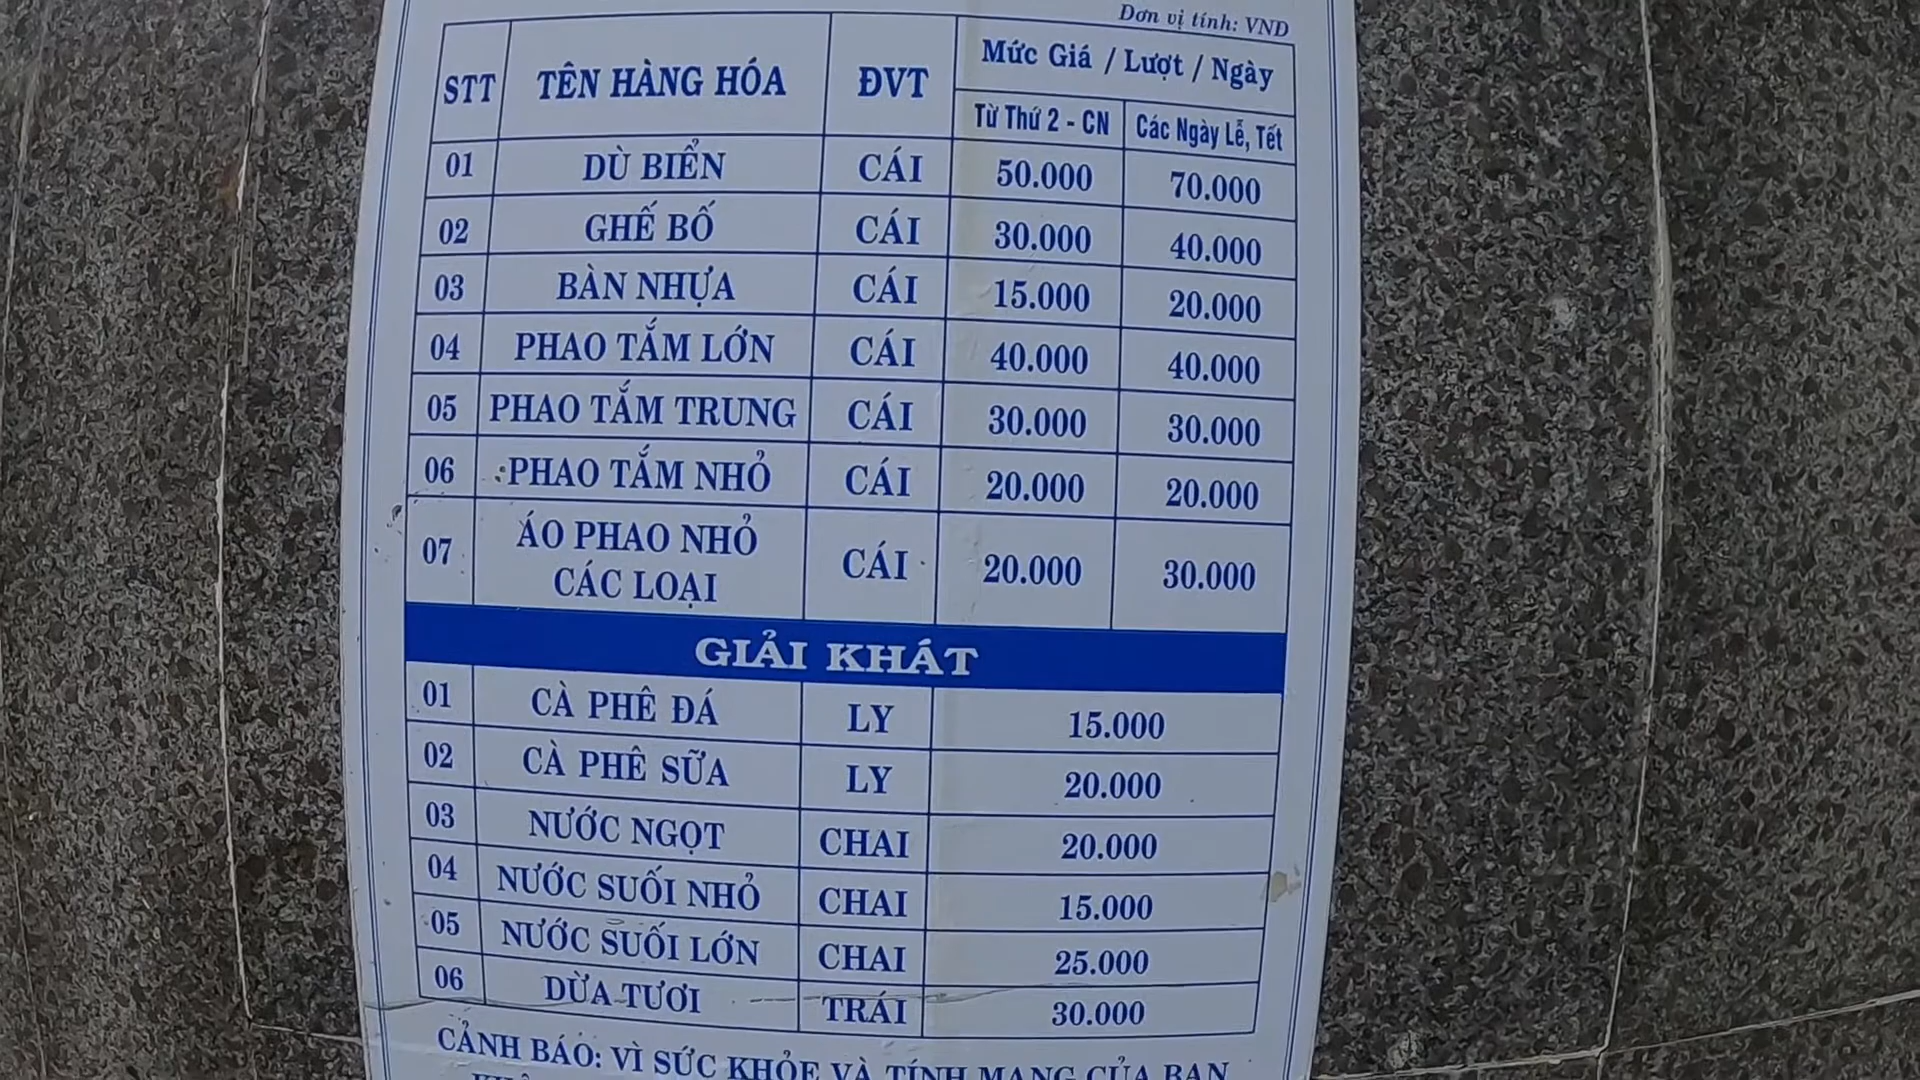 Đơn vị tính: VND
STT TÊN HÀNG HÓA ĐVT Mức Giá / Lượt / Ngày
Từ Thứ 2 - CN Các Ngày Lễ, Tết
01 DÙ BIỂN CÁI 50.000 70.000
02 GHẾ BỐ CÁI 30.000 40.000
03 BÀN NHỰA CÁI 15.000 20.000
04 PHAO TẮM LỚN CÁI 40.000 40.000
05 PHAO TẮM TRUNG CÁI 30.000 30.000
06 PHAO TẮM NHỎ CÁI 20.000 20.000
07 ÁO PHAO NHỎ
CÁC LOẠI CÁI 20.000 30.000
GIẢI KHÁT
01 CÀ PHÊ ĐÁ LY 15.000
02 CÀ PHÊ SỮA LY 20.000
03 NƯỚC NGỌT CHAI 20.000
04 NƯỚC SUỐI NHỎ CHAI 15.000
05 NƯỚC SUỐI LỚN CHAI 25.000
06 DỪA TƯƠI TRÁI 30.000
CẢNH BÁO: VÌ SỨC KHỎE VÀ TÍNH MẠNG CỦA BẠN